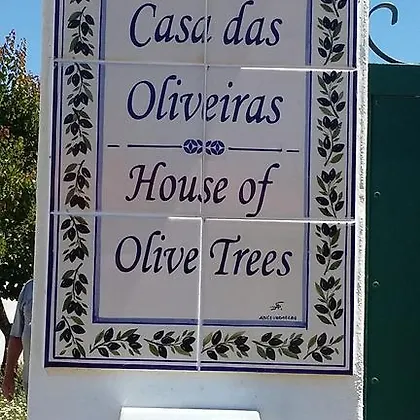 Casa das
Oliveiras
House of
Olive Trees